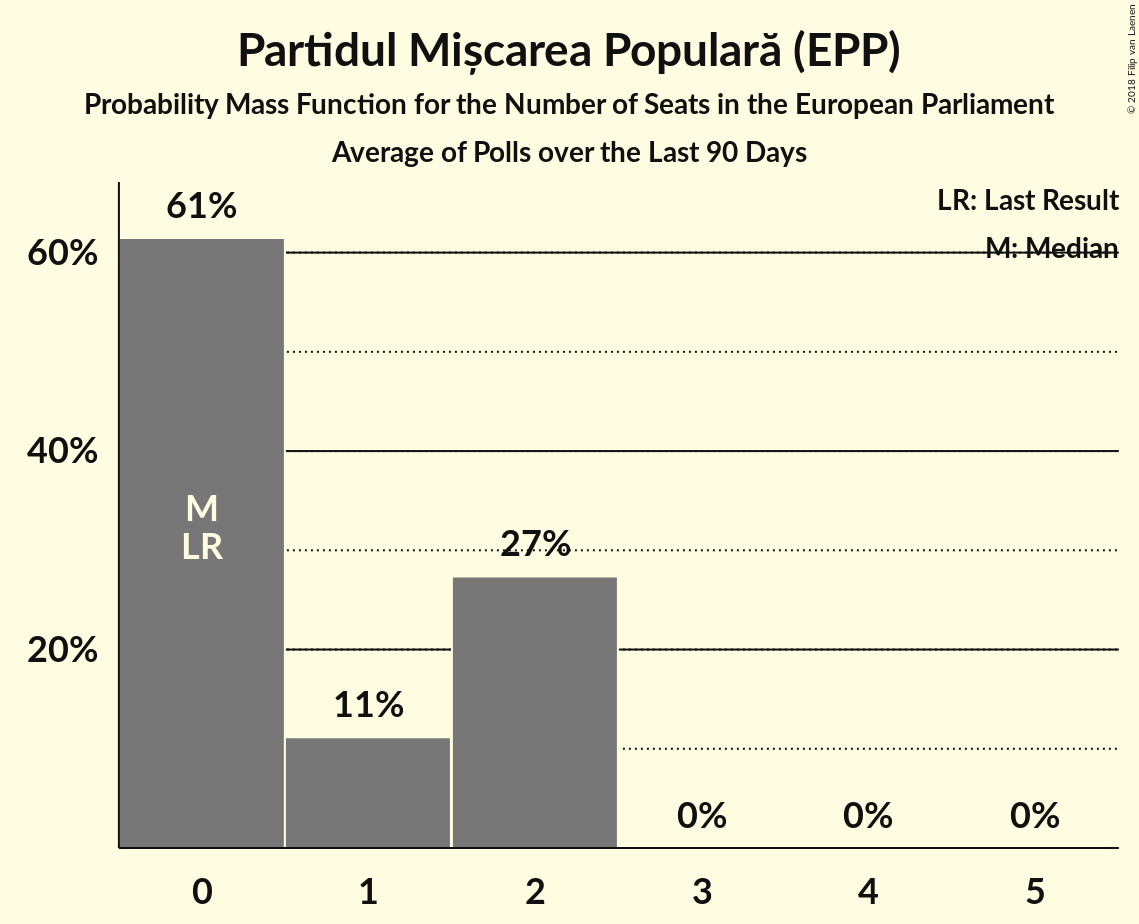 Partidul Mișcarea Populară (EPP)
Probability Mass Function for the Number of Seats in the European Parliament
Average of Polls over the Last 90 Days
© 2018 Filip van Laenen
LR: Last Result
M: Median
61%
60%
40%
M
LR
27%
20%
11%
0%
0%
0%
0
1
2
3
4
5